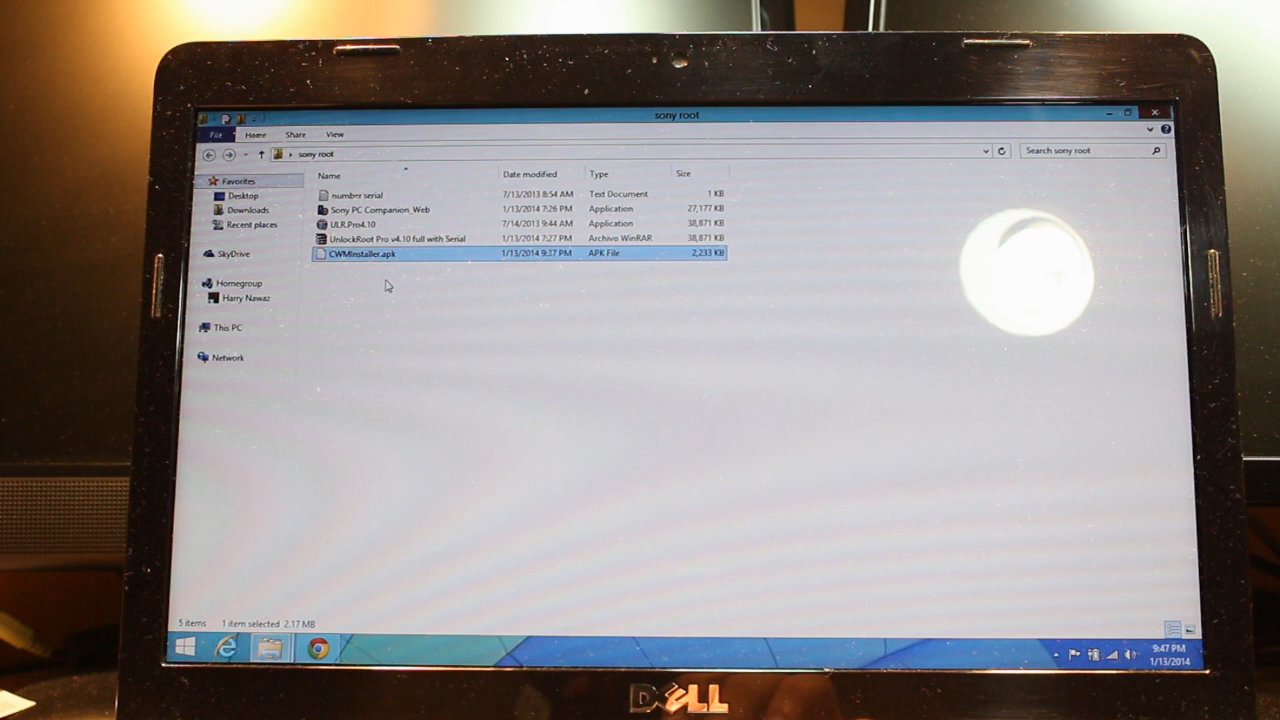 sony root
File Home Share View
sony root
Search sony root
Name Date modified Type Size
Favorites
Desktop
Downloads
Recent places
SkyDrive
Homegroup
Harry Nawaz
This PC
Network
number serial 7/13/2013 8:54 AM Text Document 1 KB
Sony PC Companion_Web 1/13/2014 7:26 PM Application 27,177 KB
ULR.Pro4.10 7/14/2013 9:44 AM Application 38,871 KB
UnlockRoot Pro v4.10 full with Serial 1/13/2014 7:27 PM Archivo WinRAR 38,871 KB
CWMInstaller.apk 1/13/2014 9:37 PM APK File 2,233 KB
5 items 1 item selected 2.17 MB
9:47 PM
1/13/2014
DELL